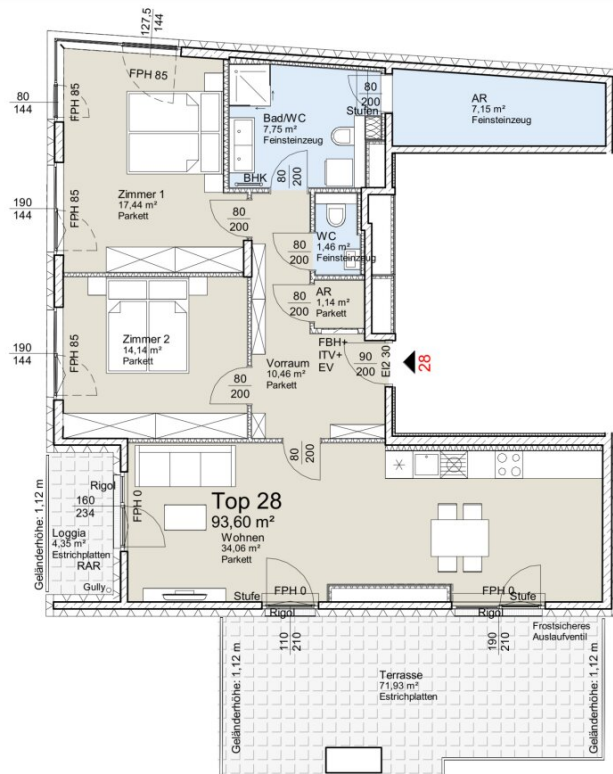 127,5
144
FPH 85
80
144
FPH 85
Bad/WC
7,75 m²
Feinsteinzeug
80
200
Stufen
AR
7,15 m²
Feinsteinzeug
BHK
80
200
Zimmer 1
17,44 m²
Parkett
190
144
FPH 85
80
200
WC
1,46 m²
Feinsteinzeug
80
200
AR
1,14 m²
Parkett
80
200
Zimmer 2
14,14 m²
Parkett
190
144
FPH 85
80
200
Vorraum
10,46 m²
Parkett
FBH+
ITV+
EV
90
200
EI2 30
28
80
200
Geländerhöhe: 1,12 m
Rigol
160
234
FPH 0
Loggia
4,35 m²
Estrichplatten
RAR
Gully
Top 28
93,60 m²
Wohnen
34,06 m²
Parkett
Stufe
FPH 0
Rigol
110
210
FPH 0
Stufe
Rigol
190
210
Frostsicheres
Auslaufventil
Geländerhöhe: 1,12 m
Terrasse
71,93 m²
Estrichplatten
Geländerhöhe: 1,12 m